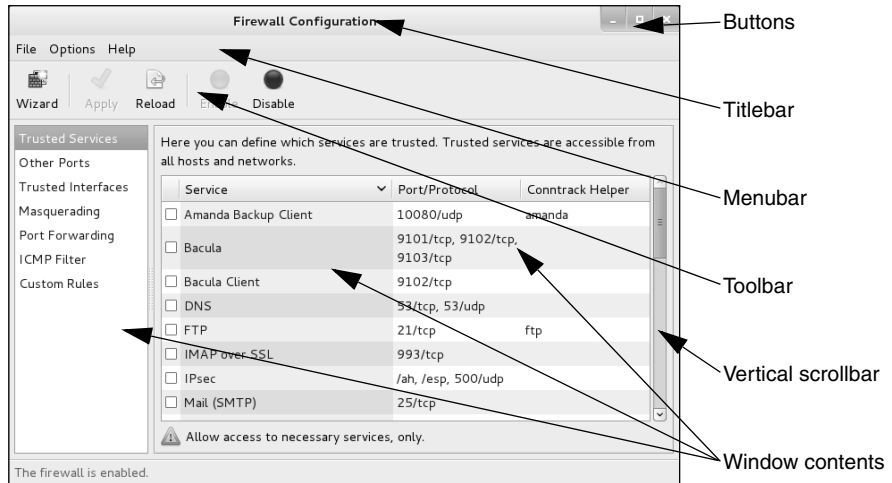 Firewall Configuration
Buttons
File Options Help
Wizard Apply Reload Enable Disable
Titlebar
Trusted Services
Other Ports
Trusted Interfaces
Masquerading
Port Forwarding
ICMP Filter
Custom Rules
Here you can define which services are trusted. Trusted services are accessible from
all hosts and networks.
Service Port/Protocol Conntrack Helper
Amanda Backup Client 10080/udp amanda
Bacula 9101/tcp, 9102/tcp,
9103/tcp
Bacula Client 9102/tcp
DNS 53/tcp, 53/udp
FTP 21/tcp ftp
IMAP over SSL 993/tcp
IPsec /ah, /esp, 500/udp
Mail (SMTP) 25/tcp
Allow access to necessary services, only.
The firewall is enabled.
Menubar
Toolbar
Vertical scrollbar
Window contents